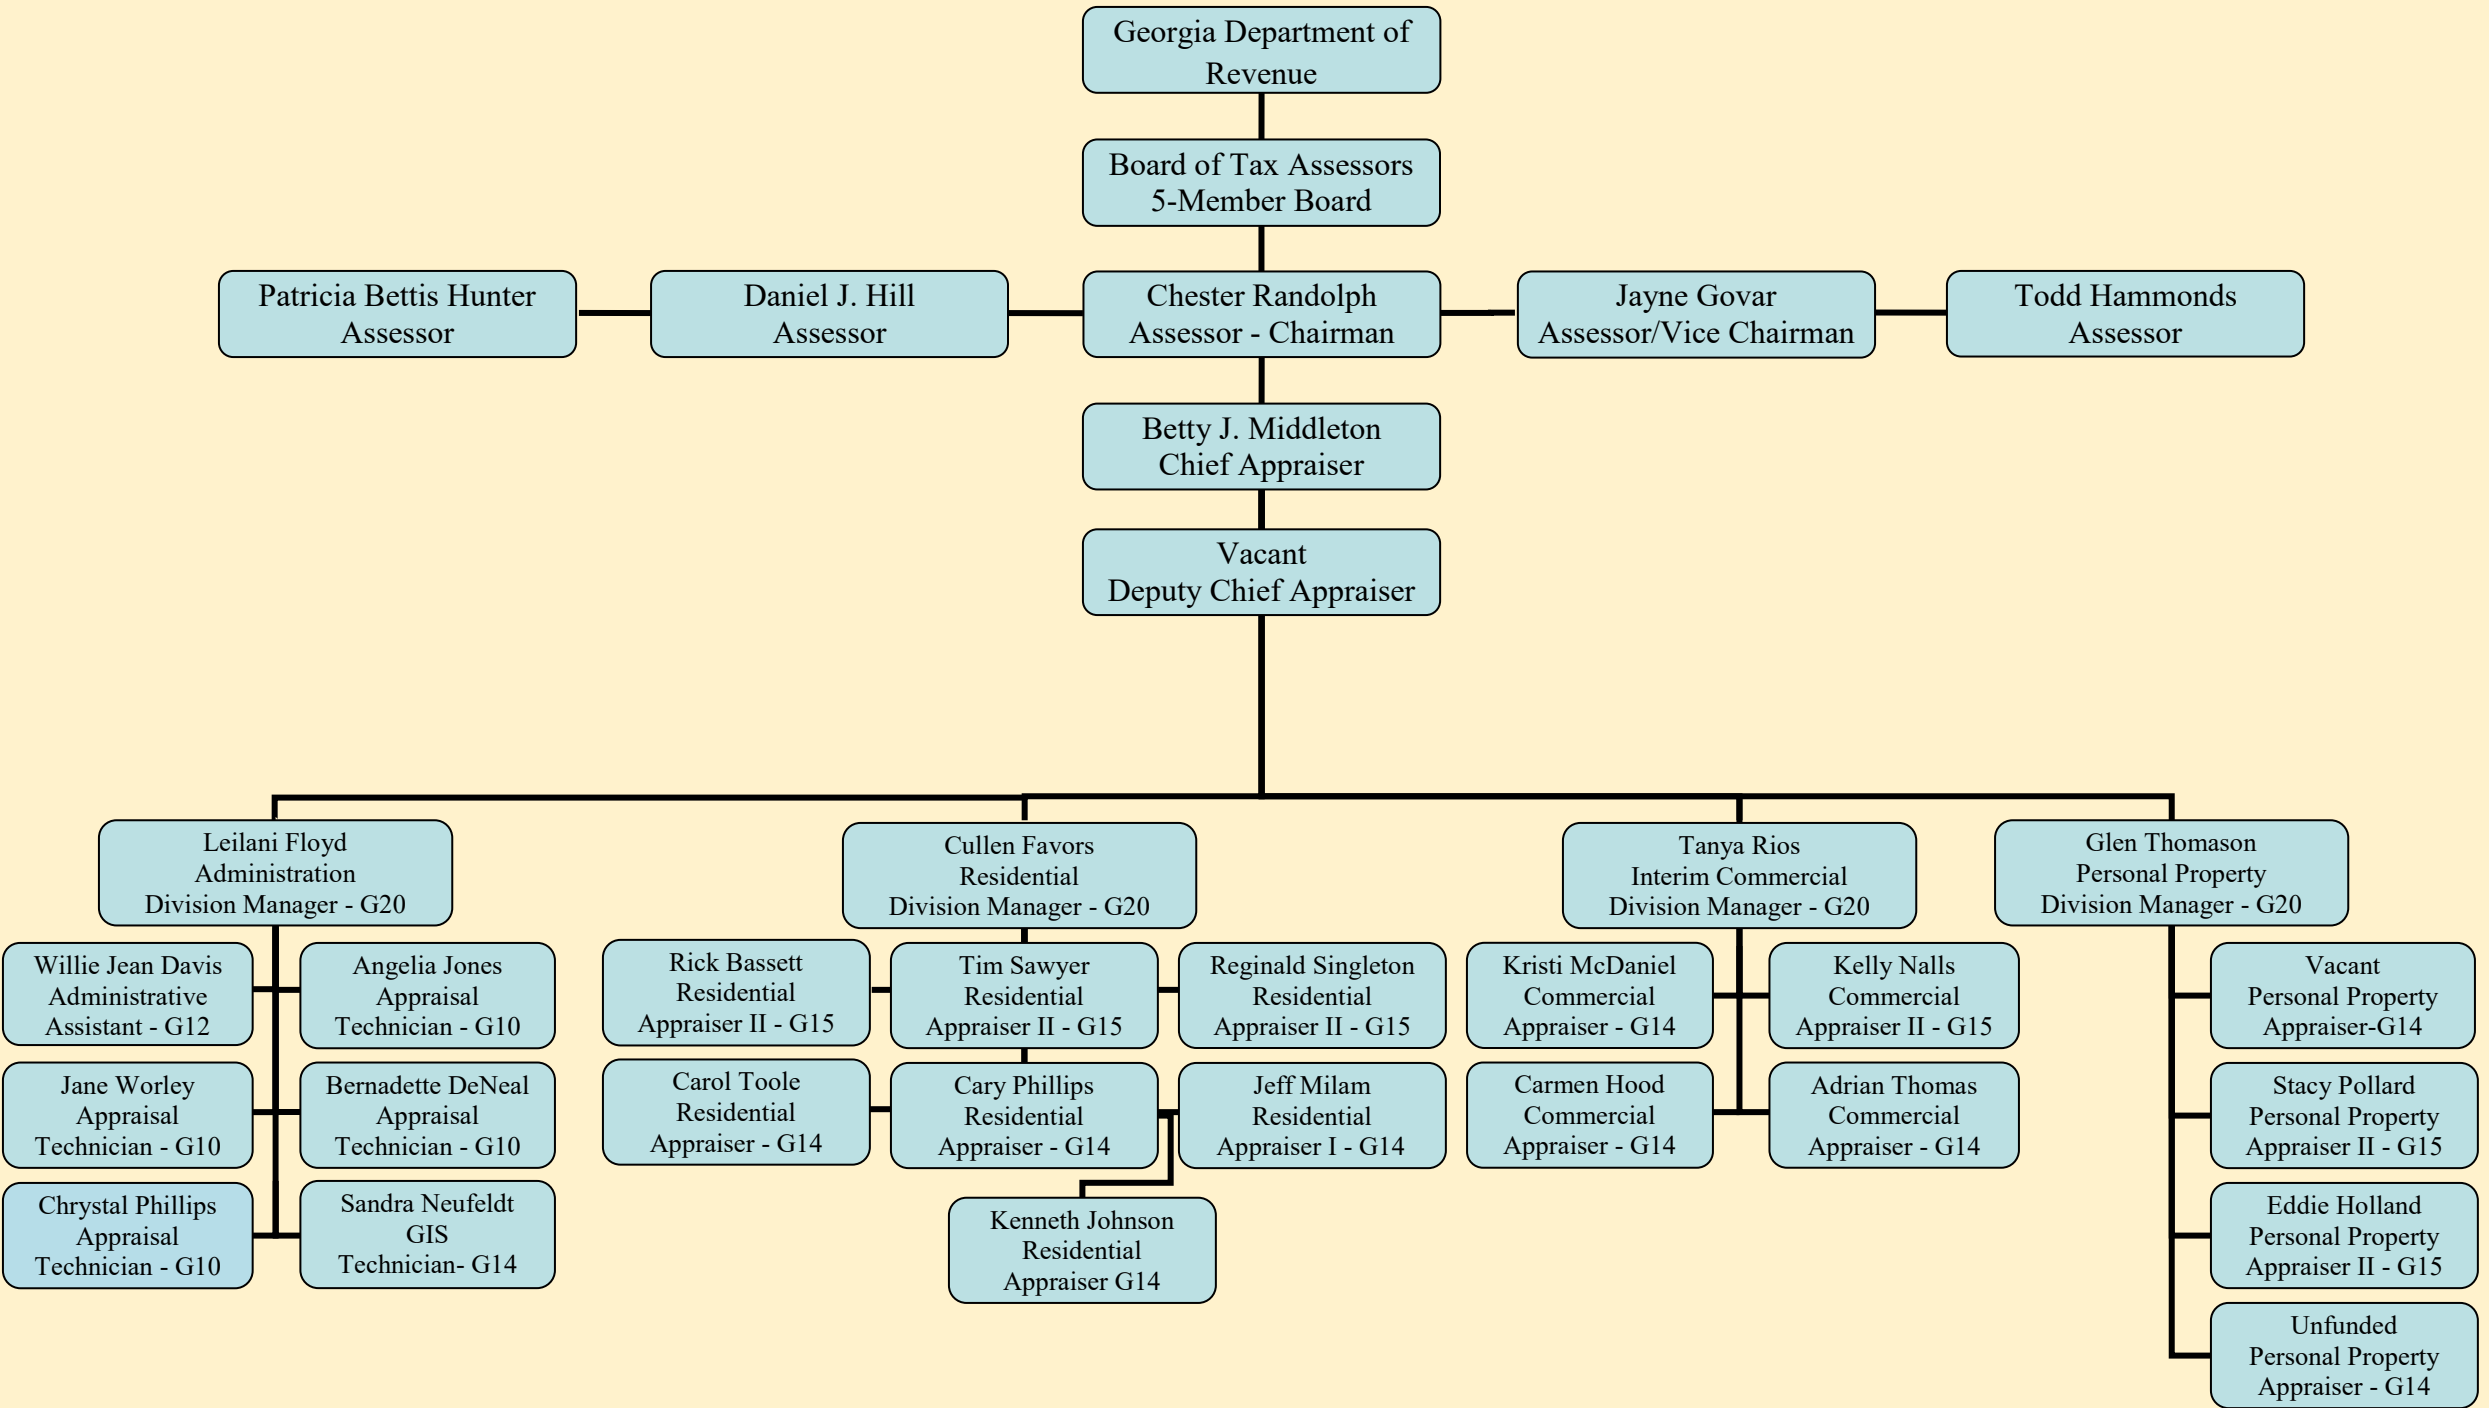 Georgia Department of
Revenue
Board of Tax Assessors
5-Member Board
Patricia Bettis Hunter
Assessor
Daniel J. Hill
Assessor
Chester Randolph
Assessor - Chairman
Jayne Govar
Assessor/Vice Chairman
Todd Hammonds
Assessor
Betty J. Middleton
Chief Appraiser
Vacant
Deputy Chief Appraiser
Leilani Floyd
Administration
Division Manager - G20
Cullen Favors
Residential
Division Manager - G20
Tanya Rios
Interim Commercial
Division Manager - G20
Glen Thomason
Personal Property
Division Manager - G20
Willie Jean Davis
Administrative
Assistant - G12
Angelia Jones
Appraisal
Technician - G10
Rick Bassett
Residential
Appraiser II - G15
Tim Sawyer
Residential
Appraiser II - G15
Reginald Singleton
Residential
Appraiser II - G15
Kristi McDaniel
Commercial
Appraiser - G14
Kelly Nalls
Commercial
Appraiser II - G15
Vacant
Personal Property
Appraiser-G14
Jane Worley
Appraisal
Technician - G10
Bernadette DeNeal
Appraisal
Technician - G10
Carol Toole
Residential
Appraiser - G14
Cary Phillips
Residential
Appraiser - G14
Jeff Milam
Residential
Appraiser I - G14
Carmen Hood
Commercial
Appraiser - G14
Adrian Thomas
Commercial
Appraiser - G14
Stacy Pollard
Personal Property
Appraiser II - G15
Chrystal Phillips
Appraisal
Technician - G10
Sandra Neufeldt
GIS
Technician- G14
Kenneth Johnson
Residential
Appraiser G14
Eddie Holland
Personal Property
Appraiser II - G15
Unfunded
Personal Property
Appraiser - G14